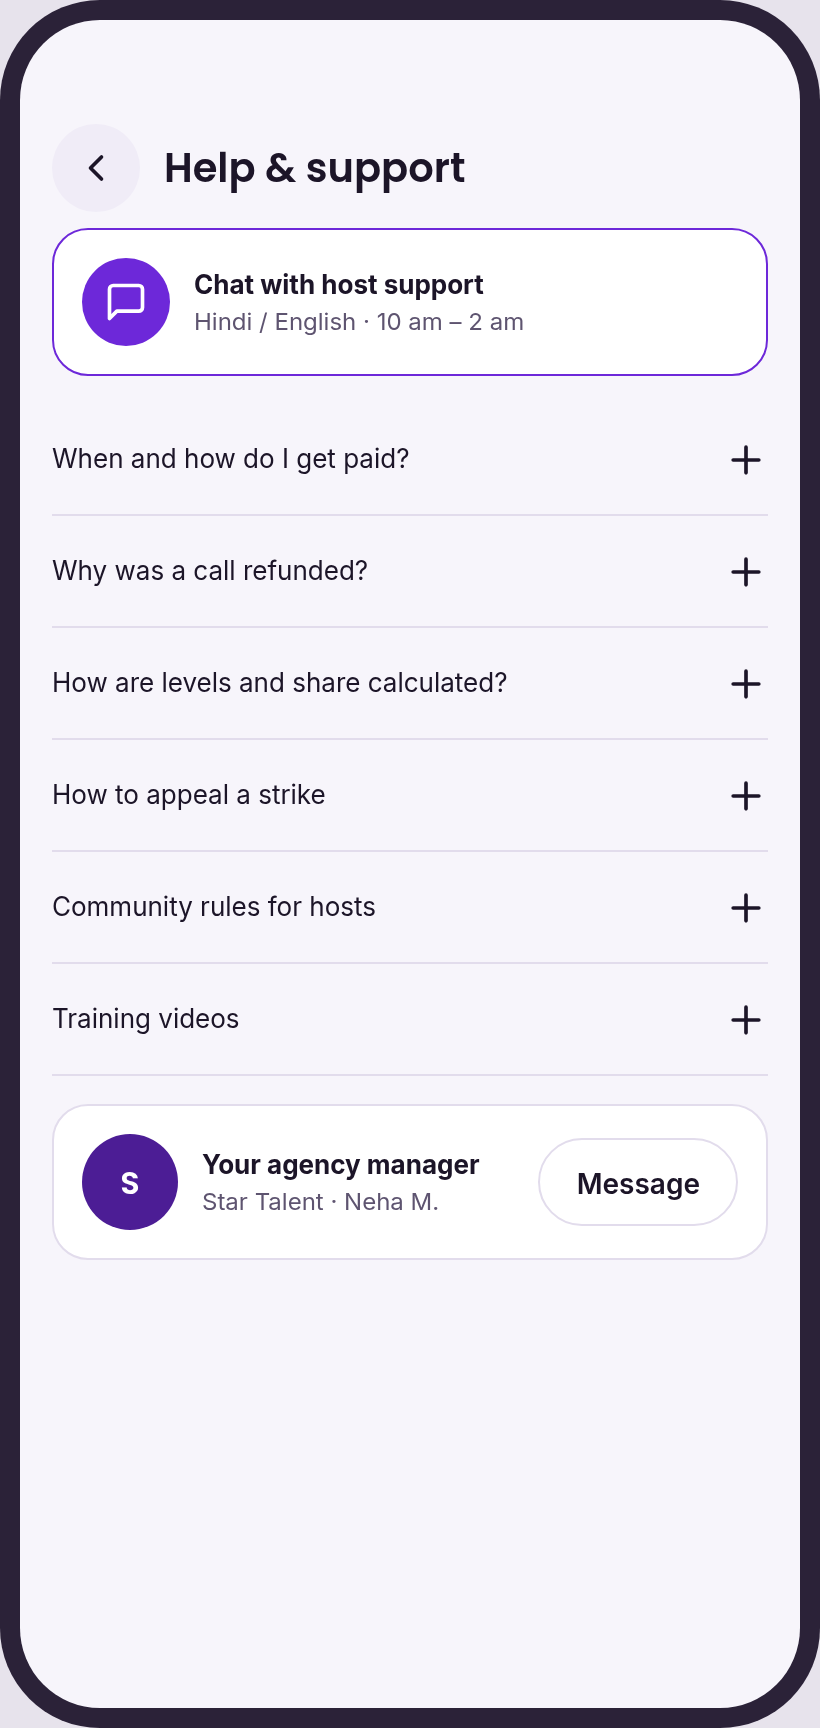 Help & support
Chat with host support
Hindi / English · 10 am – 2 am
When and how do I get paid?
Why was a call refunded?
How are levels and share calculated?
How to appeal a strike
Community rules for hosts
Training videos
S
Your agency manager
Star Talent · Neha M.
Message